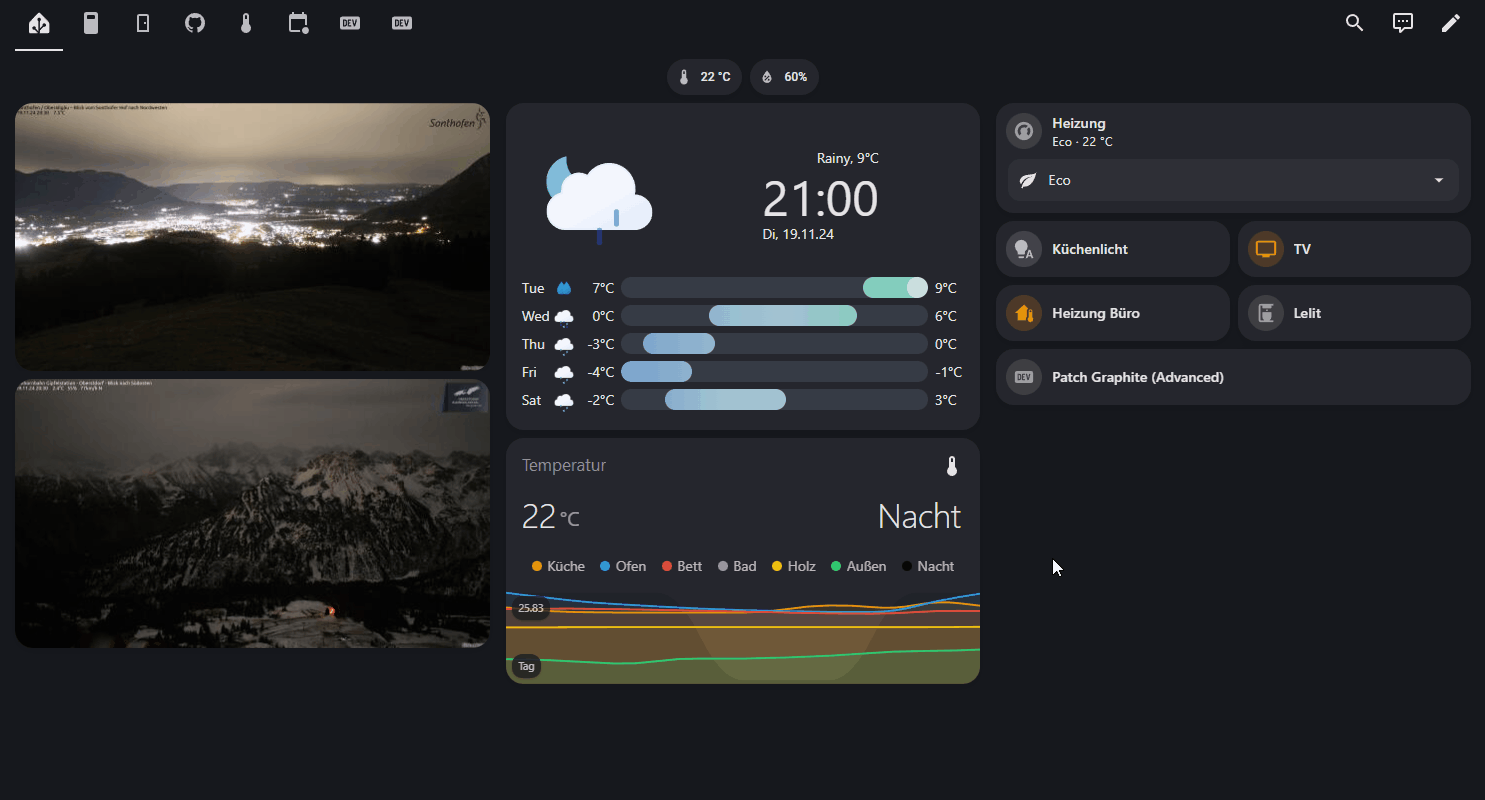 DEV
DEV
22 °C
60%
Sonthofen
Rainy, 9°C
21:00
Di, 19.11.24
Tue 7°C 9°C
Wed 0°C 6°C
Thu -3°C 0°C
Fri -4°C -1°C
Sat -2°C 3°C
Temperatur
22 °C
Nacht
Küche Ofen Bett Bad Holz Außen Nacht
25.83
Tag
Heizung
Eco · 22 °C
Eco
Küchenlicht
TV
Heizung Büro
Lelit
DEV
Patch Graphite (Advanced)